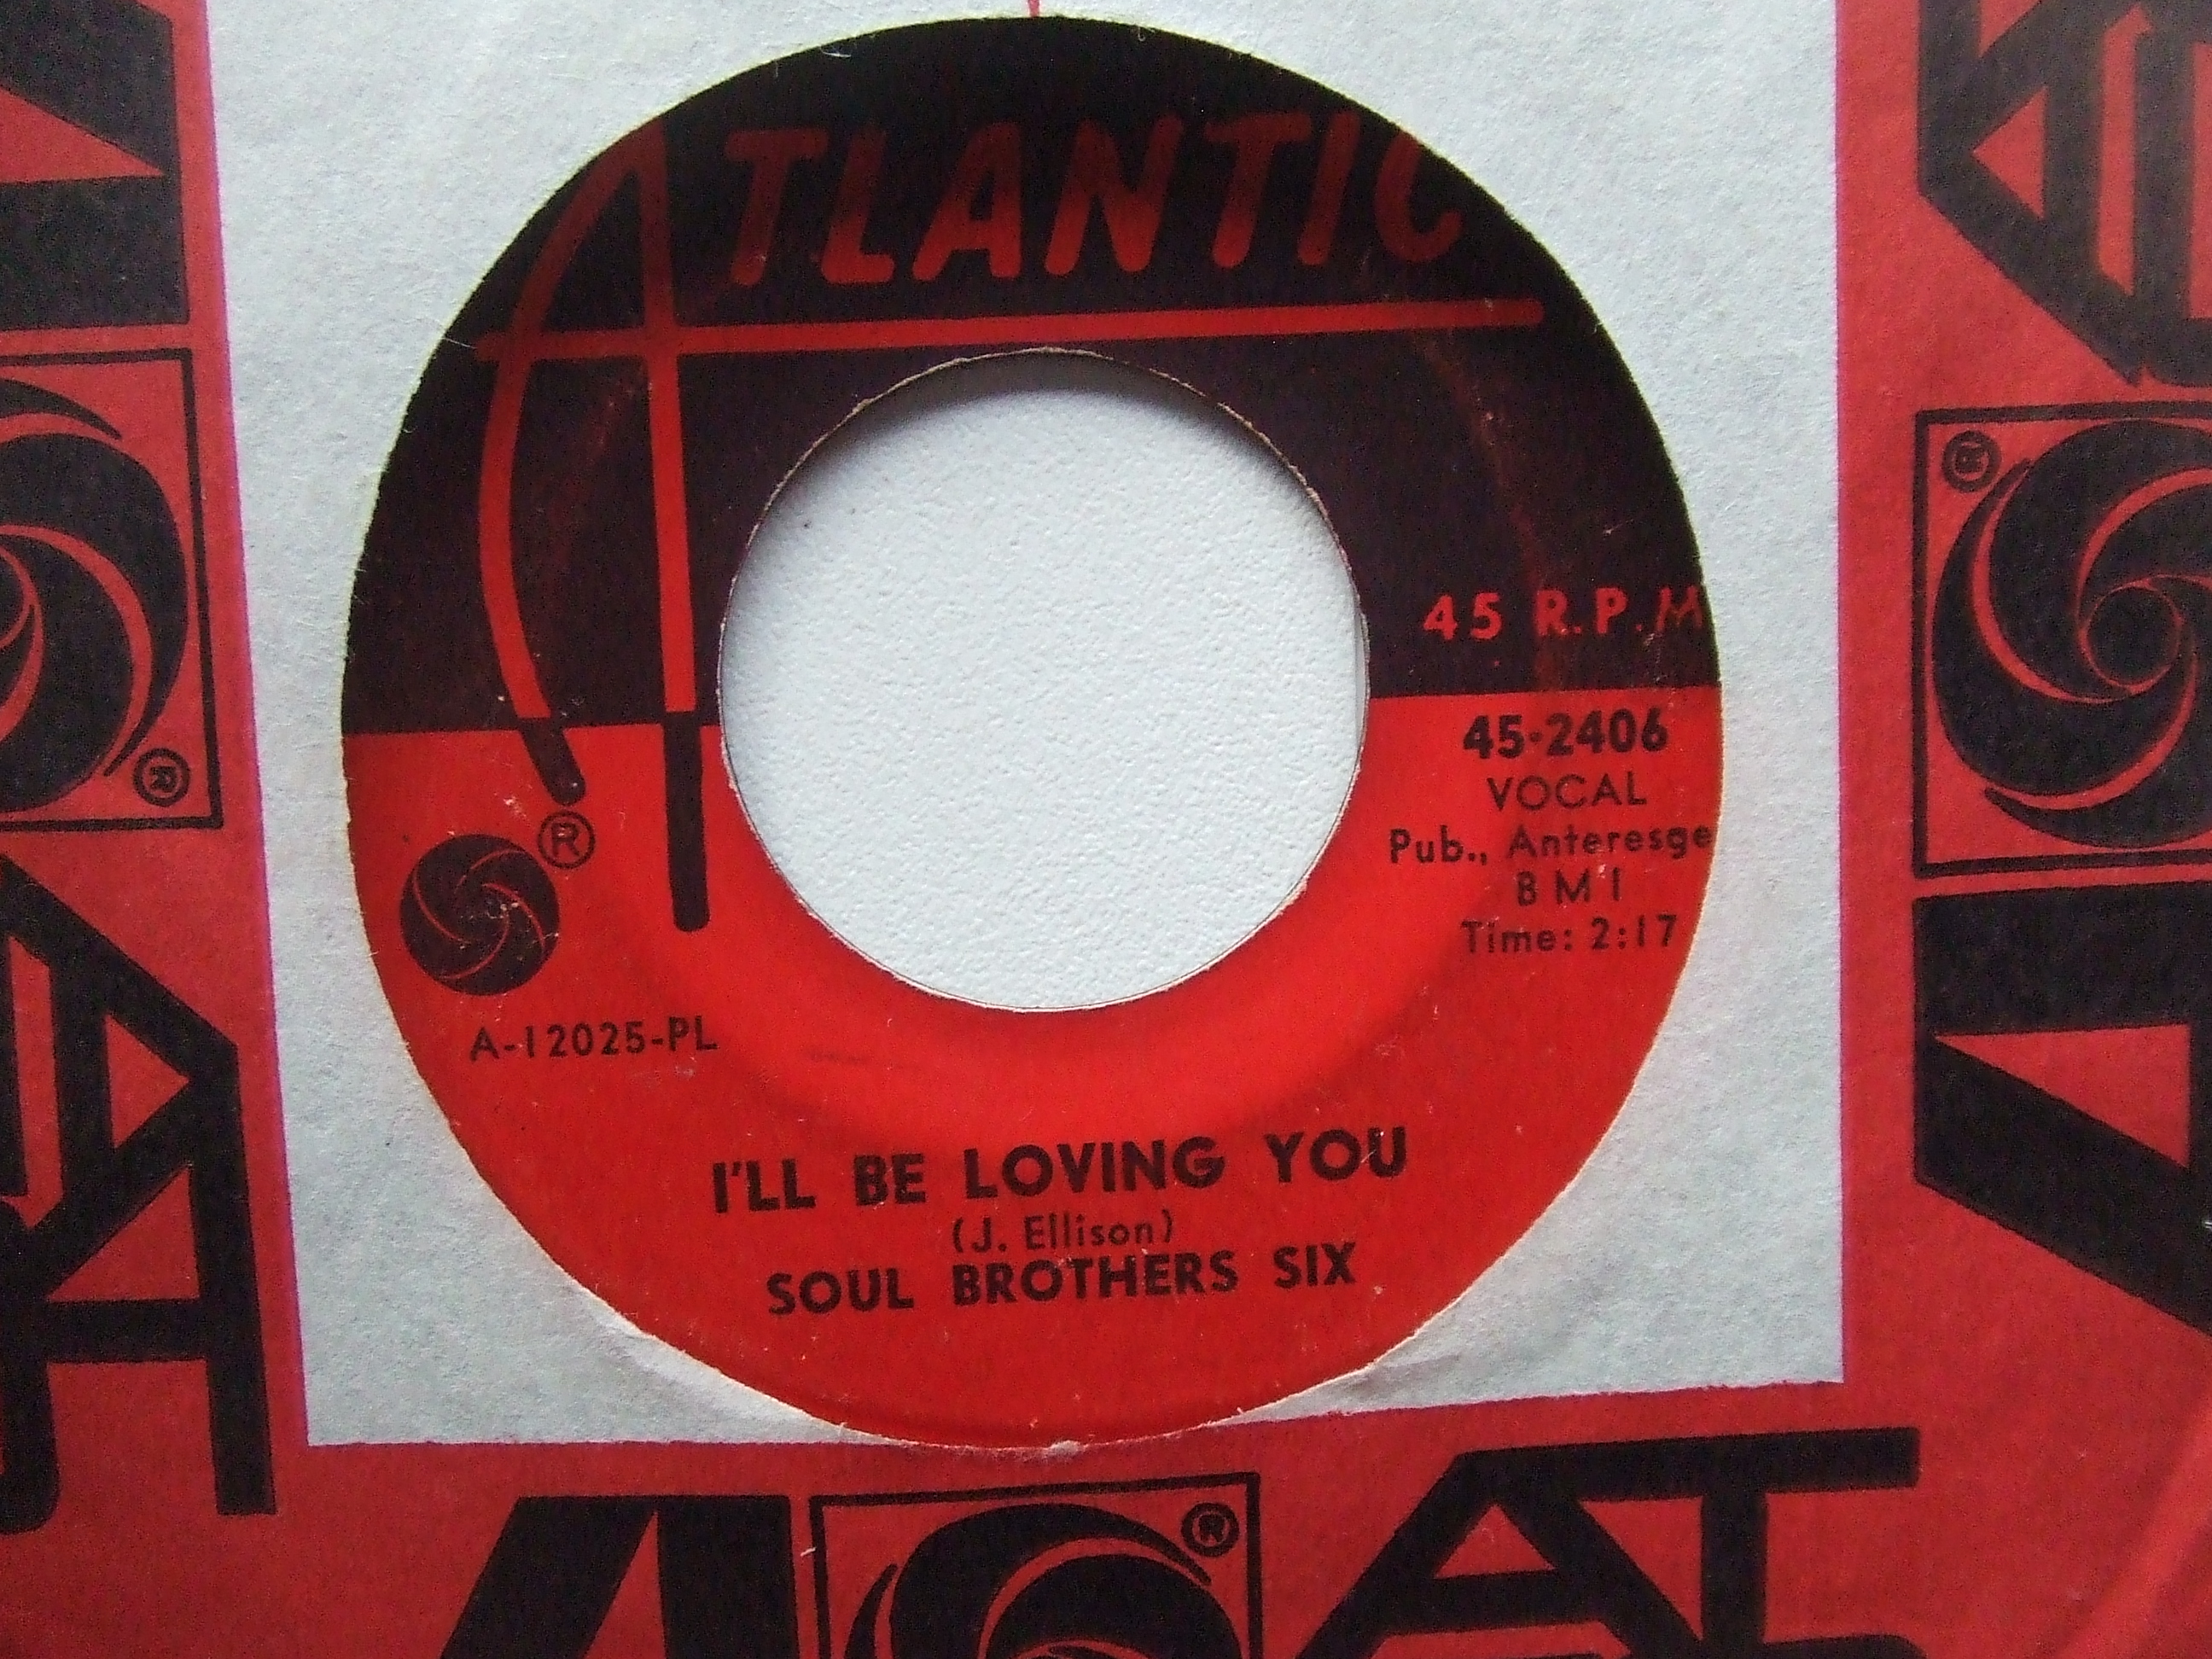 ATLANTIC
45 R.P.M
45-2406
VOCAL
Pub., Anteresge
BMI
Time: 2:17
®
A-12025-PL
I'LL BE LOVING YOU
(J. Ellison)
SOUL BROTHERS SIX
®
®
®